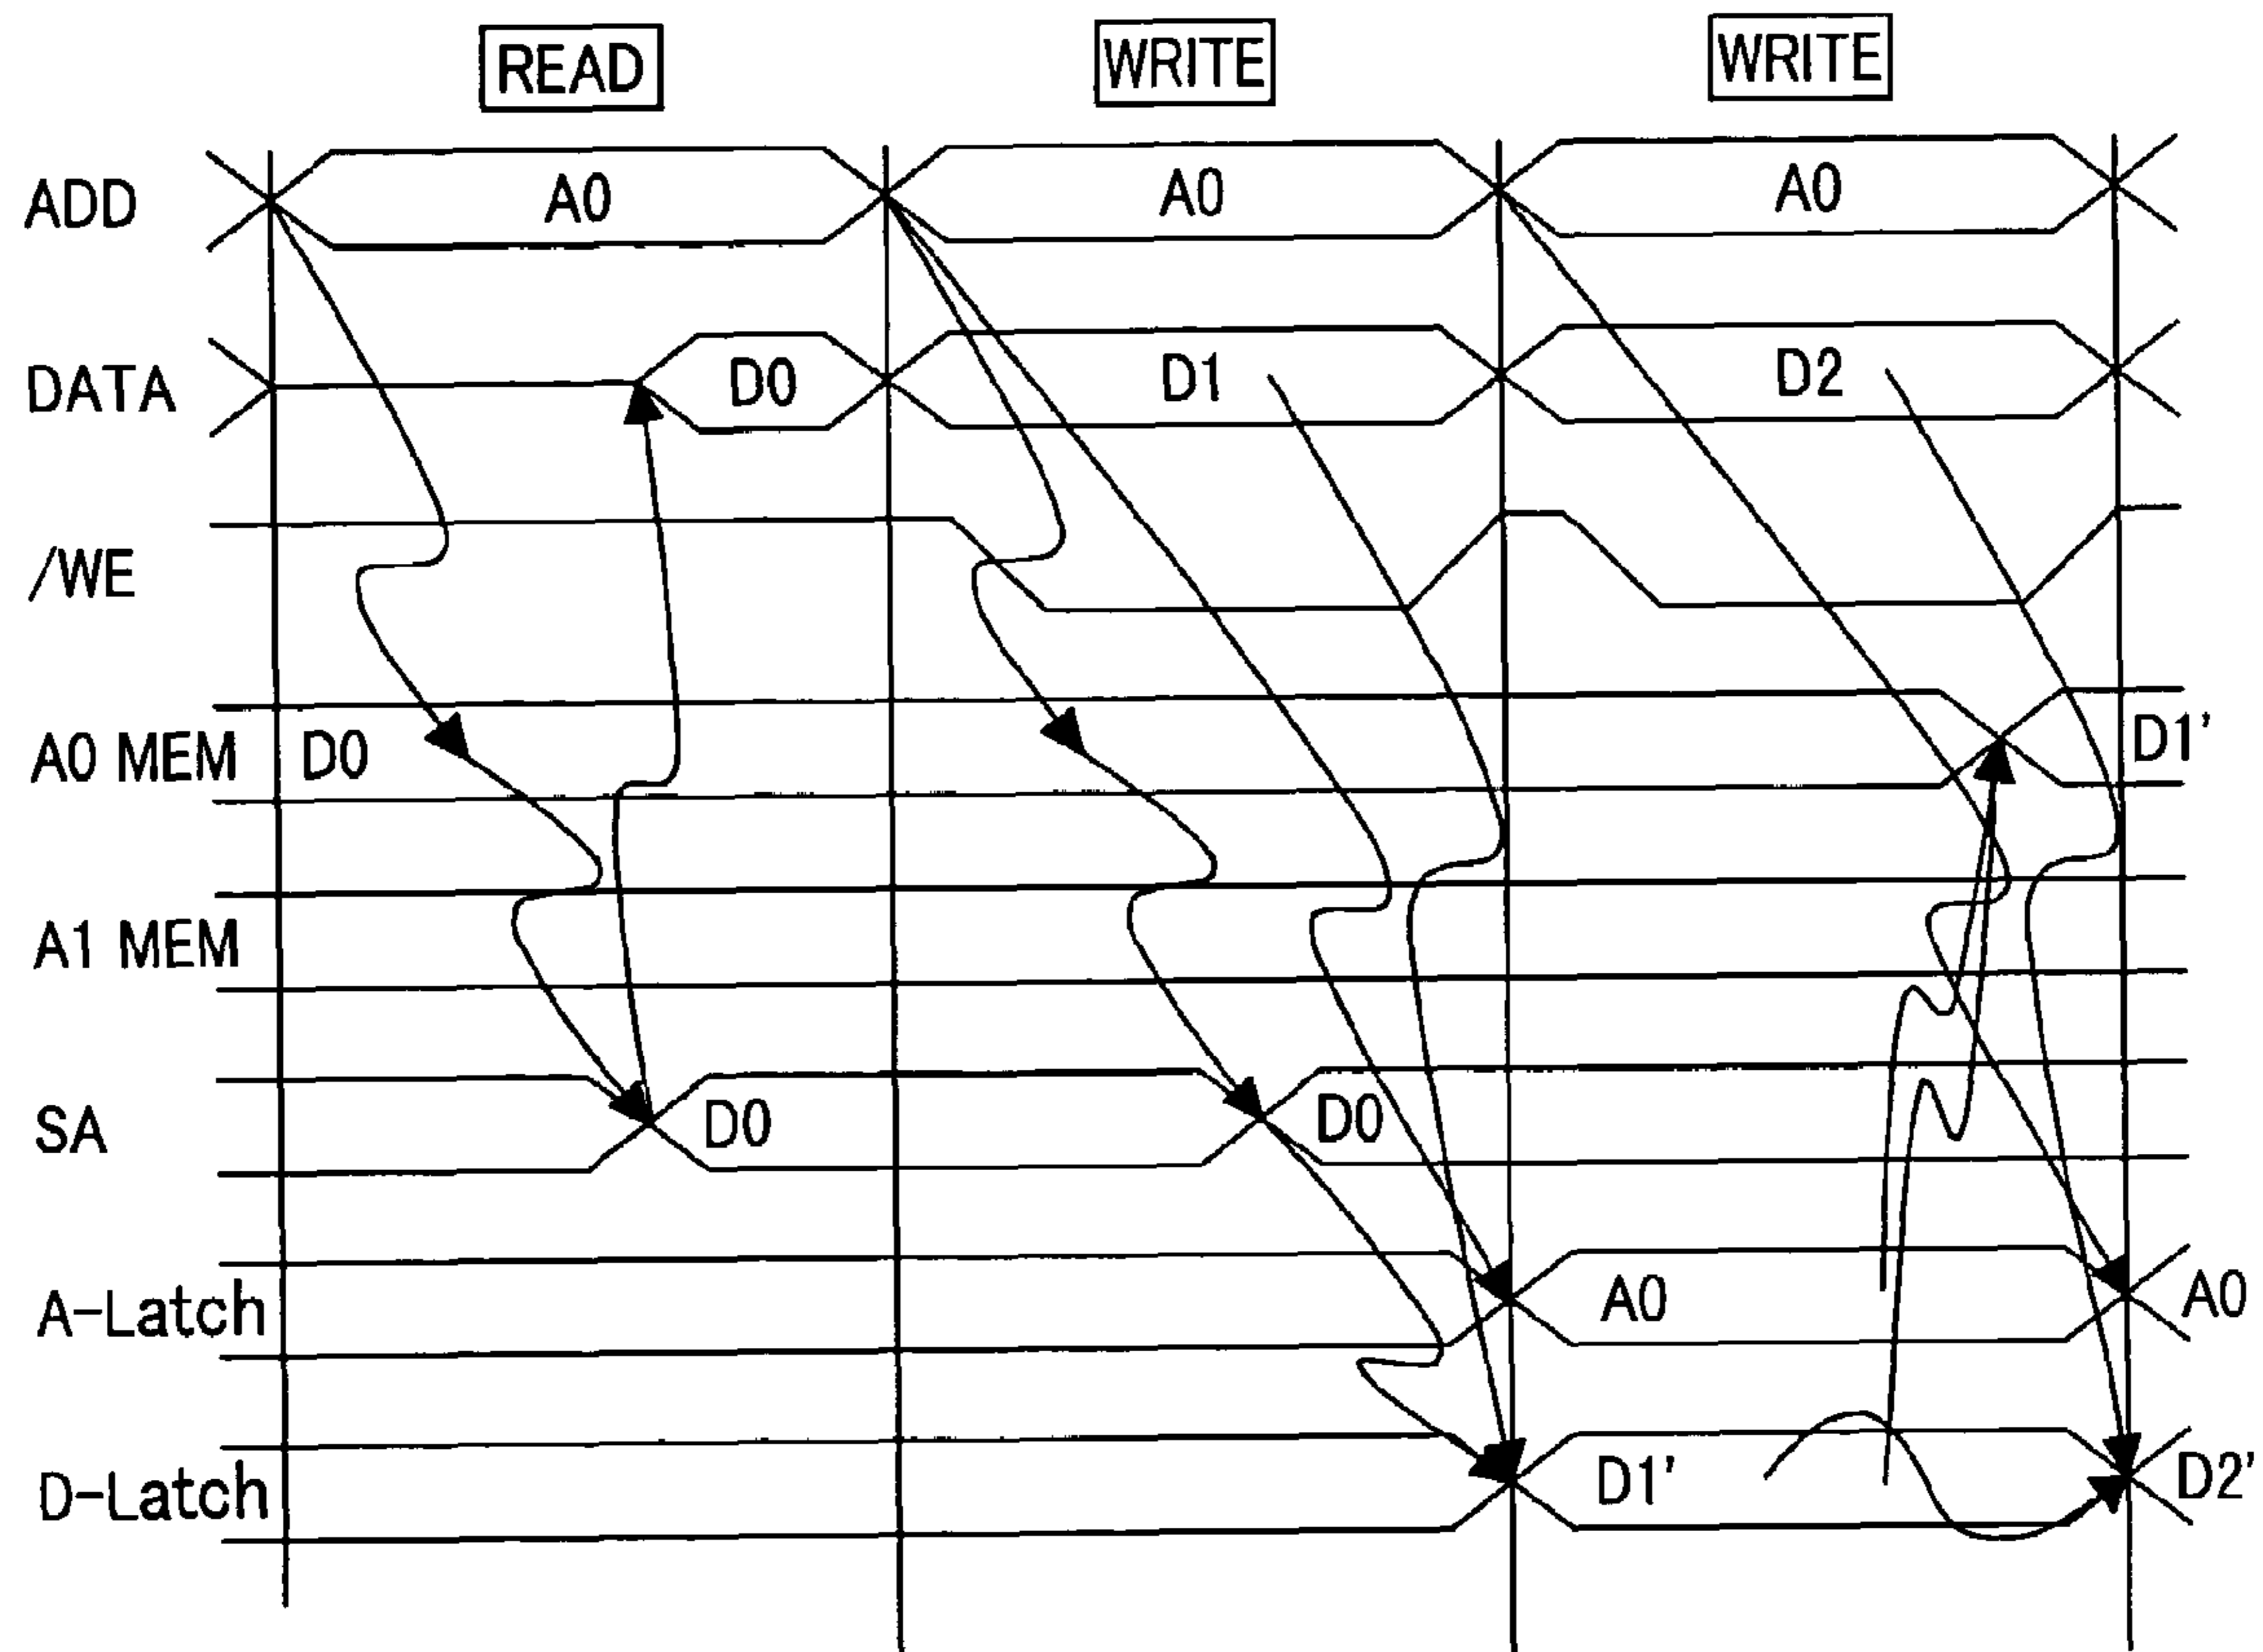 READ WRITE WRITE
ADD A0 A0 A0
DATA D0 D1 D2
/WE
A0 MEM D0 D1'
A1 MEM
SA D0 D0
A-Latch A0 A0
D-Latch D1' D2'